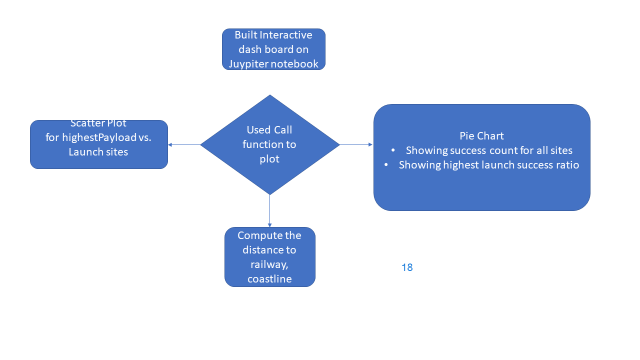 Built Interactive
dash board on
Juypiter notebook
Scatter Plot
for highestPayload vs.
Launch sites
Used Call
function to
plot
Pie Chart
• Showing success count for all sites
• Showing highest launch success ratio
Compute the
distance to
railway,
coastline
18